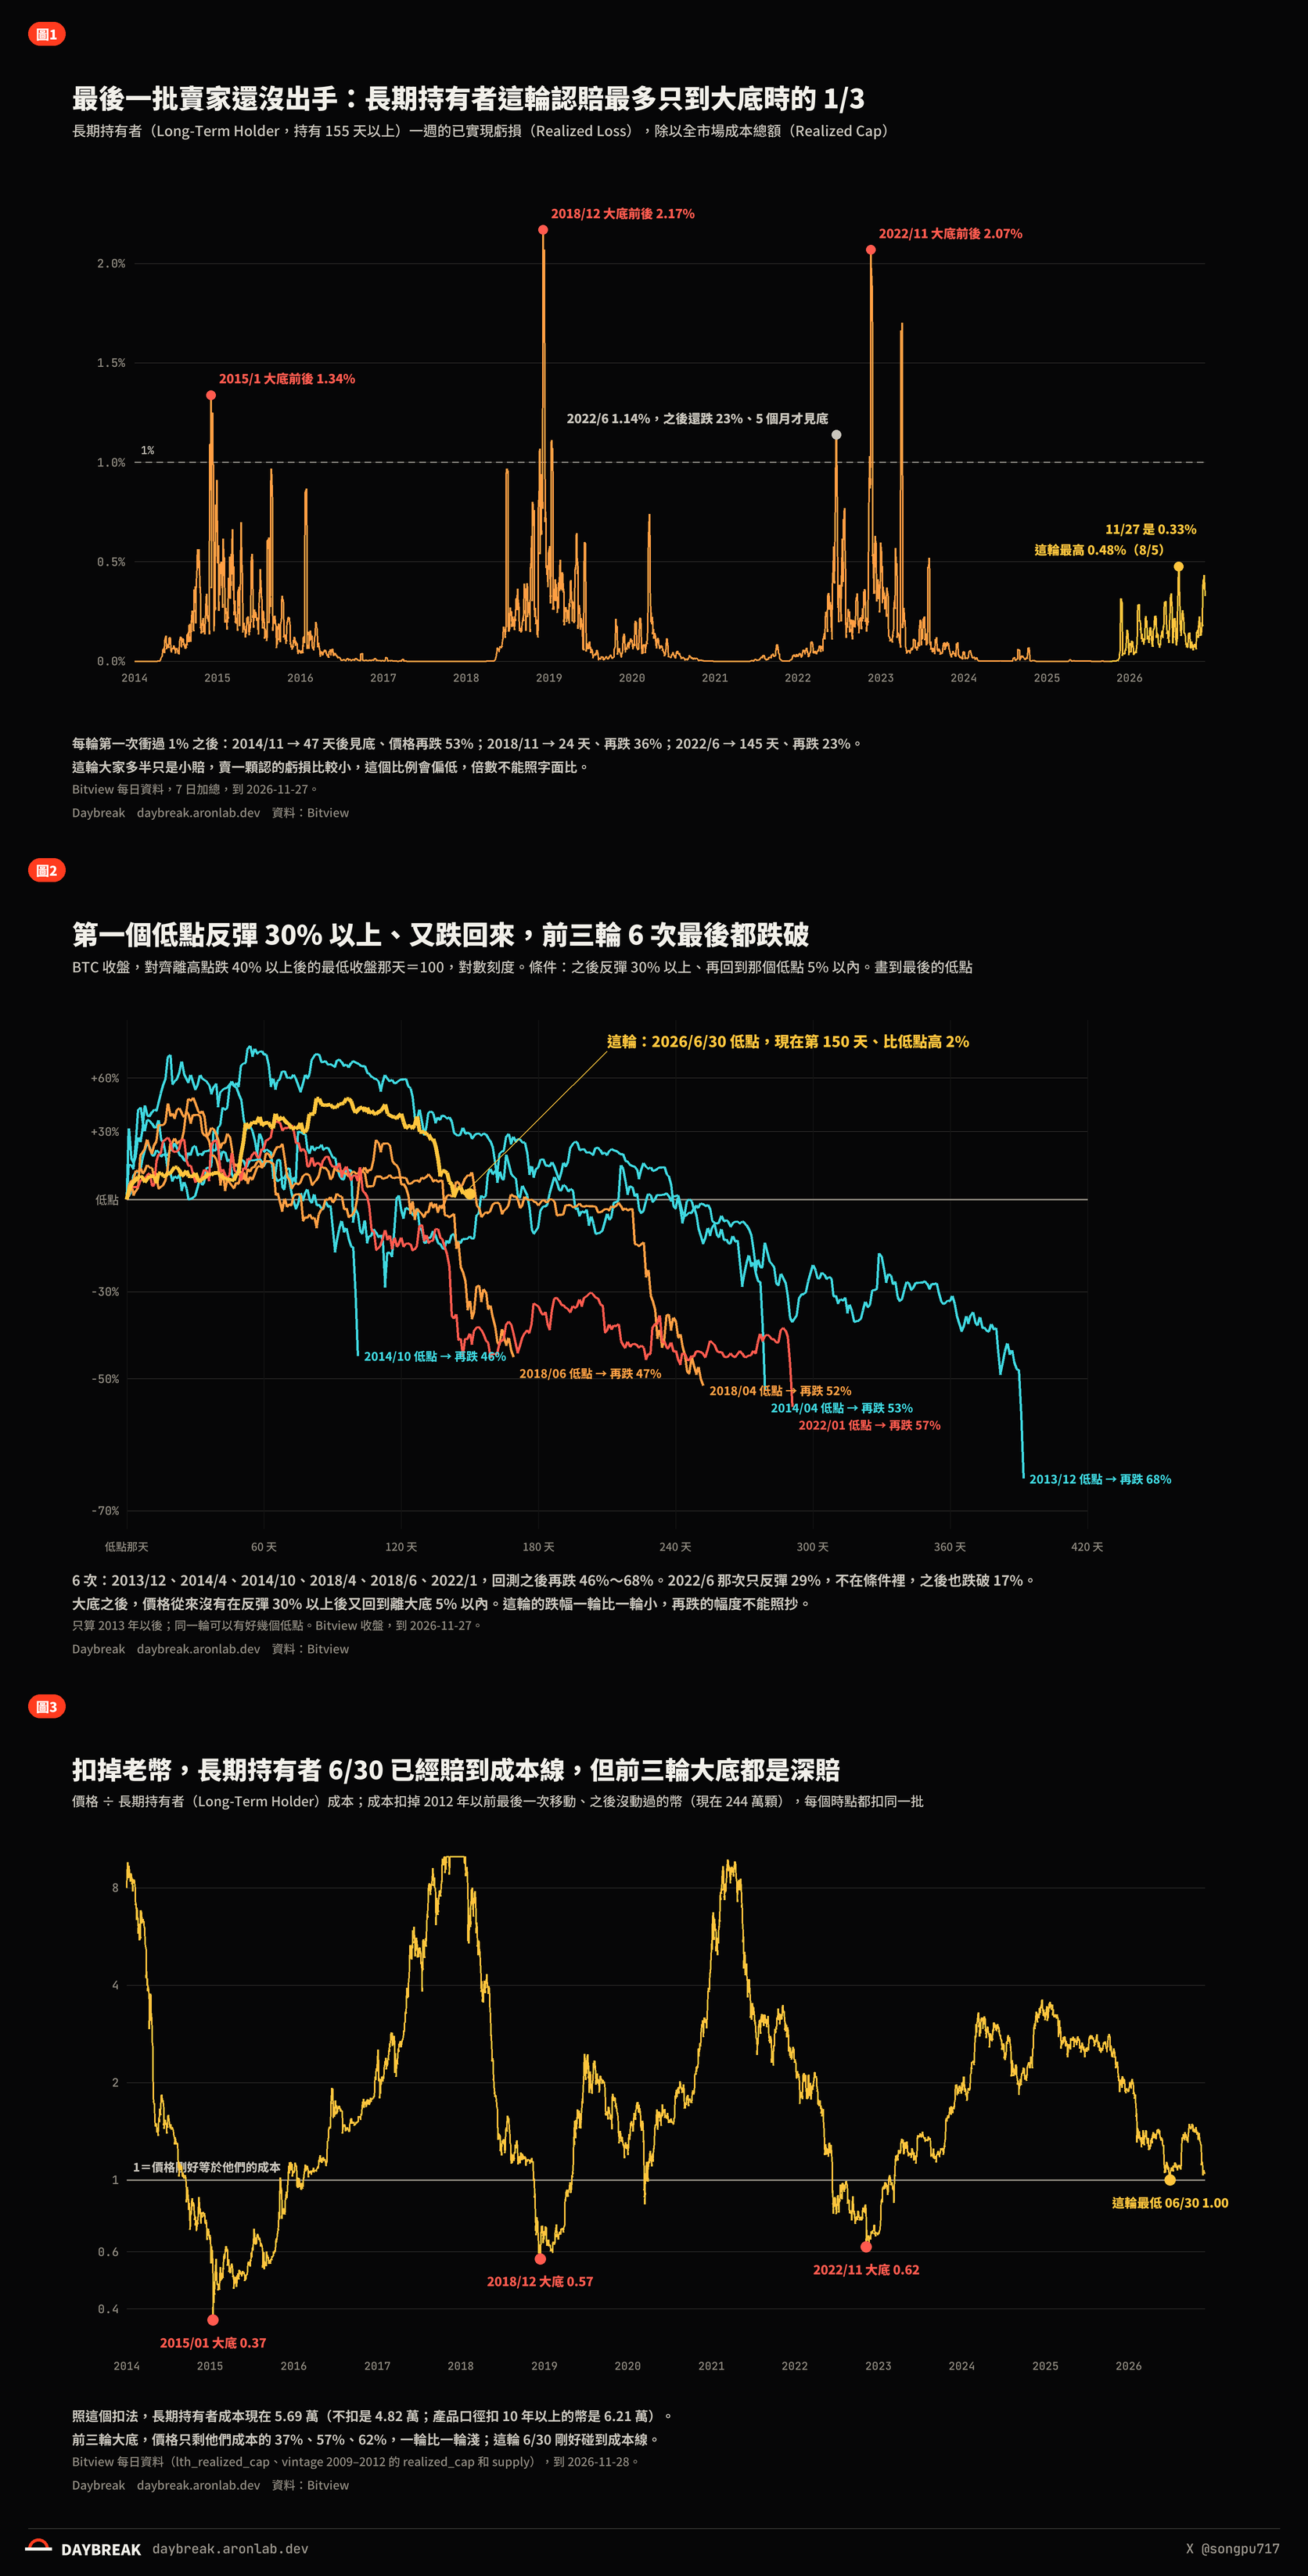 圖1
最後一批賣家還沒出手：長期持有者這輪認賠最多只到大底時的 1/3
長期持有者（Long-Term Holder，持有 155 天以上）一週的已實現虧損（Realized Loss），除以全市場成本總額（Realized Cap）
2018/12 大底前後 2.17%
2022/11 大底前後 2.07%
2.0%
1.5%
2015/1 大底前後 1.34%
2022/6 1.14%，之後還跌 23%、5 個月才見底
1%
1.0%
11/27 是 0.33%
這輪最高 0.48%（8/5）
0.5%
0.0%
2014 2015 2016 2017 2018 2019 2020 2021 2022 2023 2024 2025 2026
每輪第一次衝過 1% 之後：2014/11 → 47 天後見底、價格再跌 53%；2018/11 → 24 天、再跌 36%；2022/6 → 145 天、再跌 23%。
這輪大家多半只是小賠，賣一顆認的虧損比較小，這個比例會偏低，倍數不能照字面比。
Bitview 每日資料，7 日加總，到 2026-11-27。
Daybreak daybreak.aronlab.dev 資料：Bitview
圖2
第一個低點反彈 30% 以上、又跌回來，前三輪 6 次最後都跌破
BTC 收盤，對齊離高點跌 40% 以上後的最低收盤那天＝100，對數刻度。條件：之後反彈 30% 以上、再回到那個低點 5% 以內。畫到最後的低點
這輪：2026/6/30 低點，現在第 150 天、比低點高 2%
+60%
+30%
低點
-30%
2014/10 低點 → 再跌 46%
2018/06 低點 → 再跌 47%
-50%
2018/04 低點 → 再跌 52%
2014/04 低點 → 再跌 53%
2022/01 低點 → 再跌 57%
2013/12 低點 → 再跌 68%
-70%
低點那天 60 天 120 天 180 天 240 天 300 天 360 天 420 天
6 次：2013/12、2014/4、2014/10、2018/4、2018/6、2022/1，回測之後再跌 46%～68%。2022/6 那次只反彈 29%，不在條件裡，之後也跌破 17%。
大底之後，價格從來沒有在反彈 30% 以上後又回到離大底 5% 以內。這輪的跌幅一輪比一輪小，再跌的幅度不能照抄。
只算 2013 年以後；同一輪可以有好幾個低點。Bitview 收盤，到 2026-11-27。
Daybreak daybreak.aronlab.dev 資料：Bitview
圖3
扣掉老幣，長期持有者 6/30 已經賠到成本線，但前三輪大底都是深賠
價格 ÷ 長期持有者（Long-Term Holder）成本；成本扣掉 2012 年以前最後一次移動、之後沒動過的幣（現在 244 萬顆），每個時點都扣同一批
8
4
2
1＝價格剛好等於他們的成本
1
這輪最低 06/30 1.00
0.6
2022/11 大底 0.62
2018/12 大底 0.57
0.4
2015/01 大底 0.37
2014 2015 2016 2017 2018 2019 2020 2021 2022 2023 2024 2025 2026
照這個扣法，長期持有者成本現在 5.69 萬（不扣是 4.82 萬；產品口徑扣 10 年以上的幣是 6.21 萬）。
前三輪大底，價格只剩他們成本的 37%、57%、62%，一輪比一輪淺；這輪 6/30 剛好碰到成本線。
Bitview 每日資料（lth_realized_cap、vintage 2009–2012 的 realized_cap 和 supply），到 2026-11-28。
Daybreak daybreak.aronlab.dev 資料：Bitview
DAYBREAK daybreak.aronlab.dev
X @songpu717